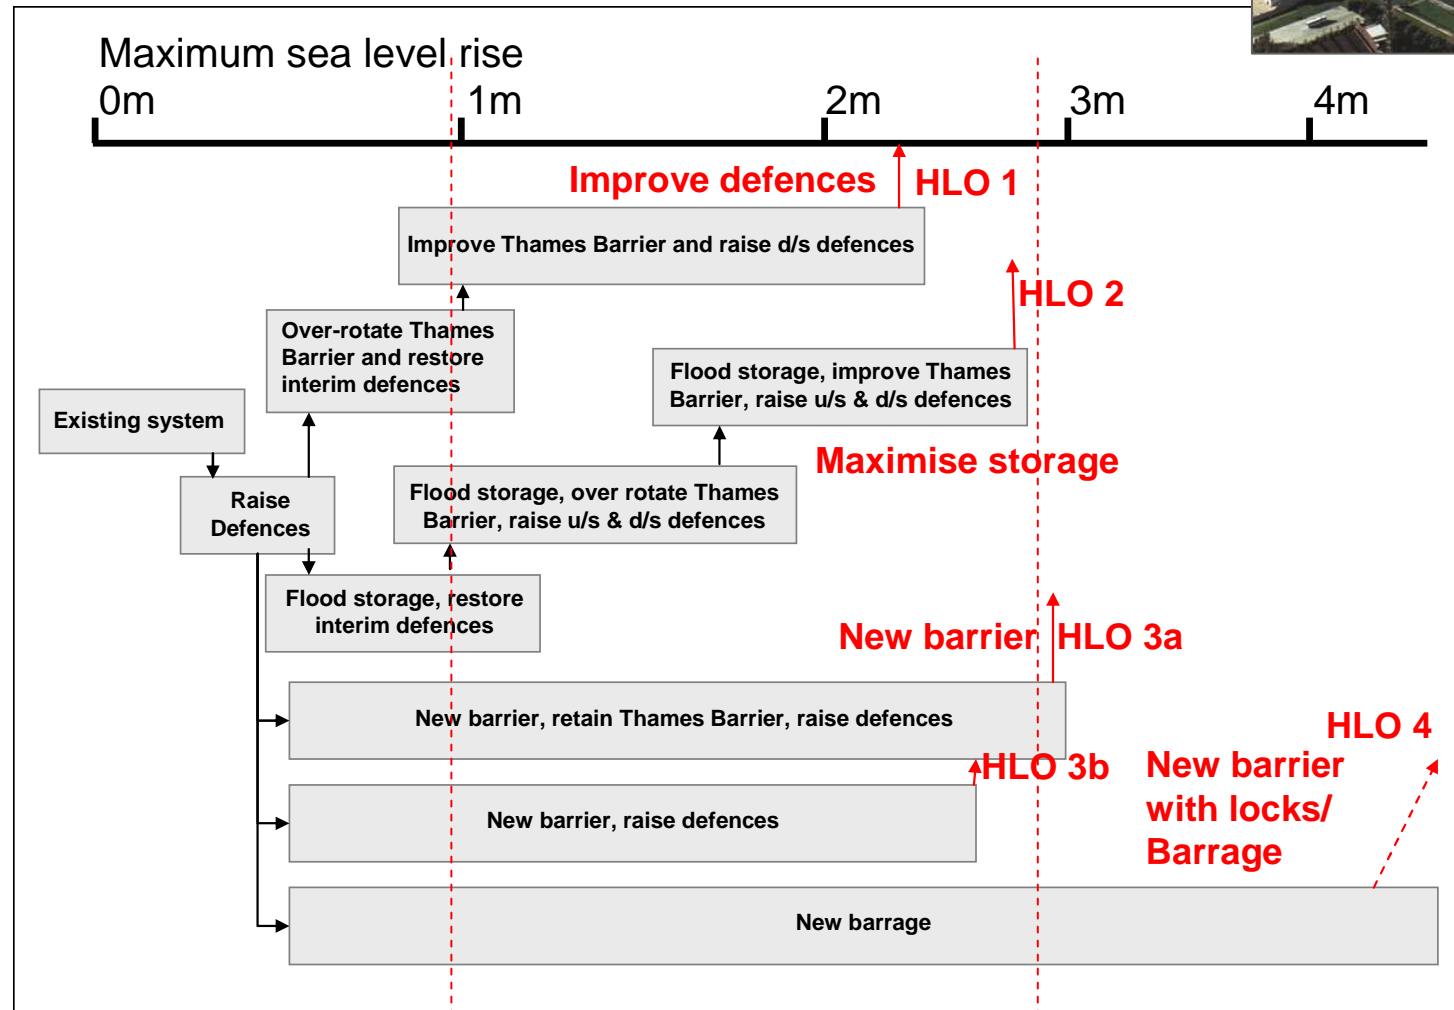 Maximum sea level rise
0m 1m 2m 3m 4m
Improve defences HLO 1
Improve Thames Barrier and raise d/s defences
HLO 2
Over-rotate Thames
Barrier and restore
interim defences
Flood storage, improve Thames
Barrier, raise u/s & d/s defences
Existing system
Maximise storage
Raise
Defences
Flood storage, over rotate Thames
Barrier, raise u/s & d/s defences
Flood storage, restore
interim defences
New barrier HLO 3a
New barrier, retain Thames Barrier, raise defences
HLO 4
HLO 3b
New barrier
with locks/
Barrage
New barrier, raise defences
New barrage